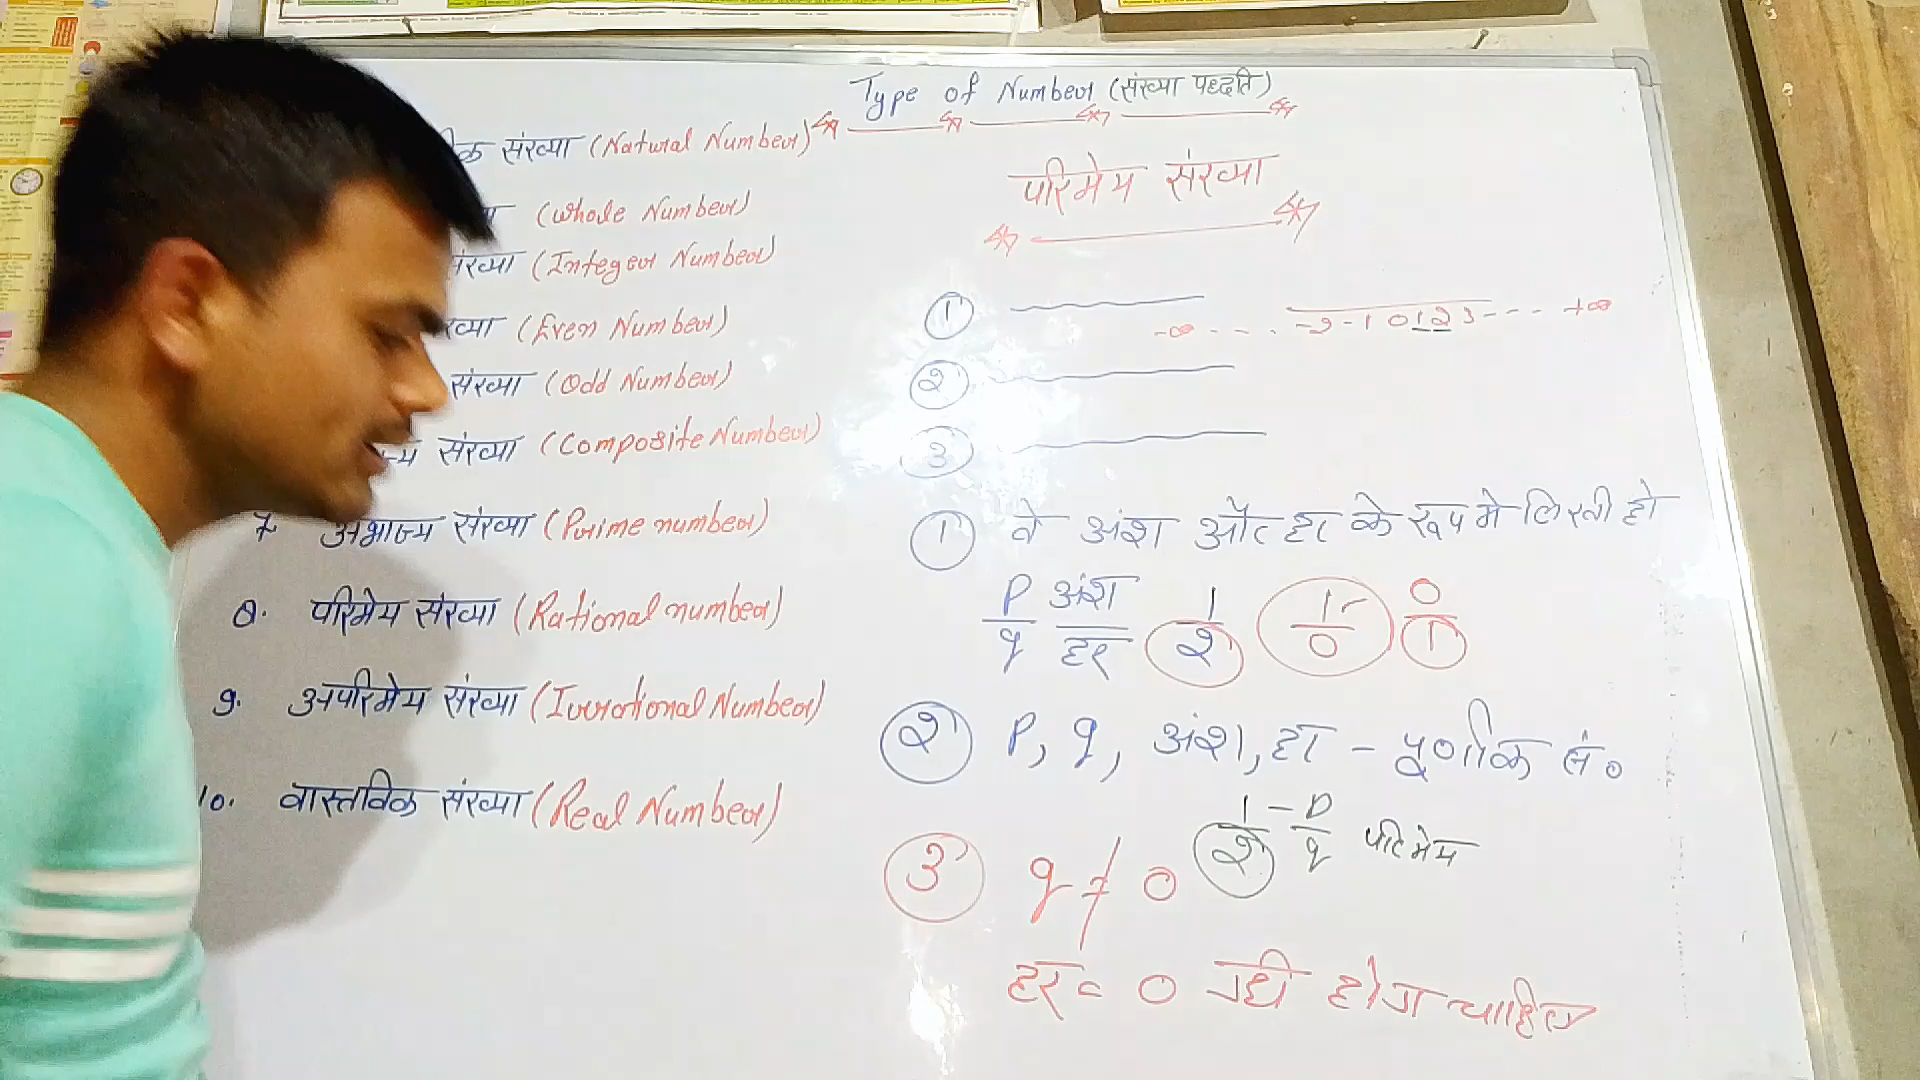 Type of Number (संख्या पद्धति)
क संख्या (Natural Number)
(Whole Number)
संख्या (Integer Number)
ख्या (Even Number)
संख्या (Odd Number)
ज्य संख्या (Composite Number)
7. अभाज्य संख्या (Prime number)
8. परिमेय संख्या (Rational number)
9. अपरिमेय संख्या (Irrational Number)
10. वास्तविक संख्या (Real Number)
परिमेय संख्या
1
-∞ - - - -2 -1 0 1 2 3 - - - +∞
2
3
1 वे अंश और हर के रूप मे लिखी हो
P/q अंश/हर 1/2 1/0 0/1
2 P, q, अंश, हर - पूर्णांक सं०
1/2 - P/q परिमेय
3 q ≠ 0
हर = 0 नही होना चाहिए